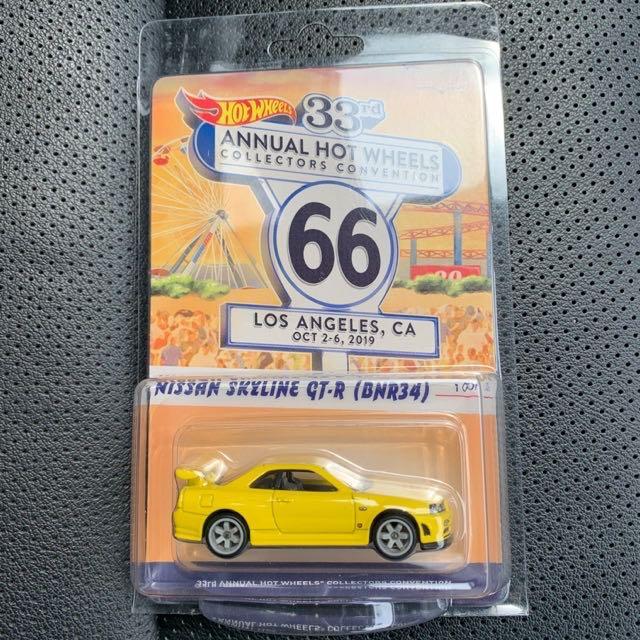 HOT WHEELS 33rd
ANNUAL HOT WHEELS
COLLECTORS CONVENTION
66
LOS ANGELES, CA
OCT 2-6, 2019
NISSAN SKYLINE GT-R (BNR34)
33rd ANNUAL HOT WHEELS® COLLECTORS CONVENTION